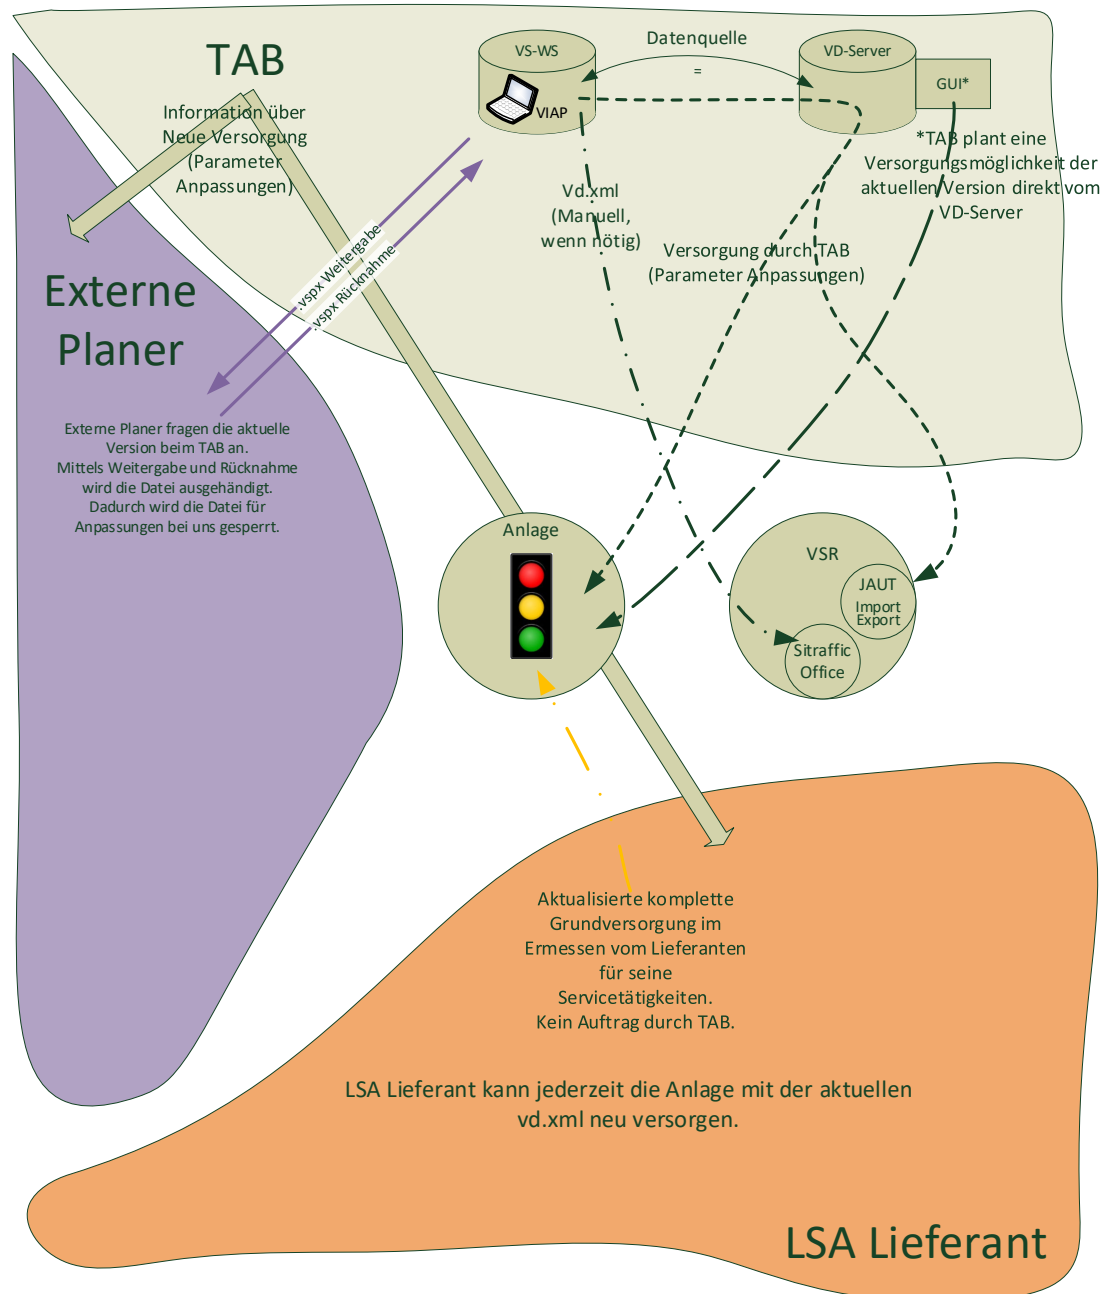 TAB
Information über
Neue Versorgung
(Parameter
Anpassungen)
VS-WS
VIAP
Datenquelle
=
VD-Server
GUI*
*TAB plant eine
Versorgungsmöglichkeit der
aktuellen Version direkt vom
VD-Server
Vd.xml
(Manuell,
wenn nötig)
Versorgung durch TAB
(Parameter Anpassungen)
.vspx Weitergabe
.vspx Rücknahme
Externe
Planer
Externe Planer fragen die aktuelle
Version beim TAB an.
Mittels Weitergabe und Rücknahme
wird die Datei ausgehändigt.
Dadurch wird die Datei für
Anpassungen bei uns gesperrt.
Anlage
VSR
JAUT
Import
Export
Sitraffic
Office
Aktualisierte komplette
Grundversorgung im
Ermessen vom Lieferanten
für seine
Servicetätigkeiten.
Kein Auftrag durch TAB.
LSA Lieferant kann jederzeit die Anlage mit der aktuellen
vd.xml neu versorgen.
LSA Lieferant